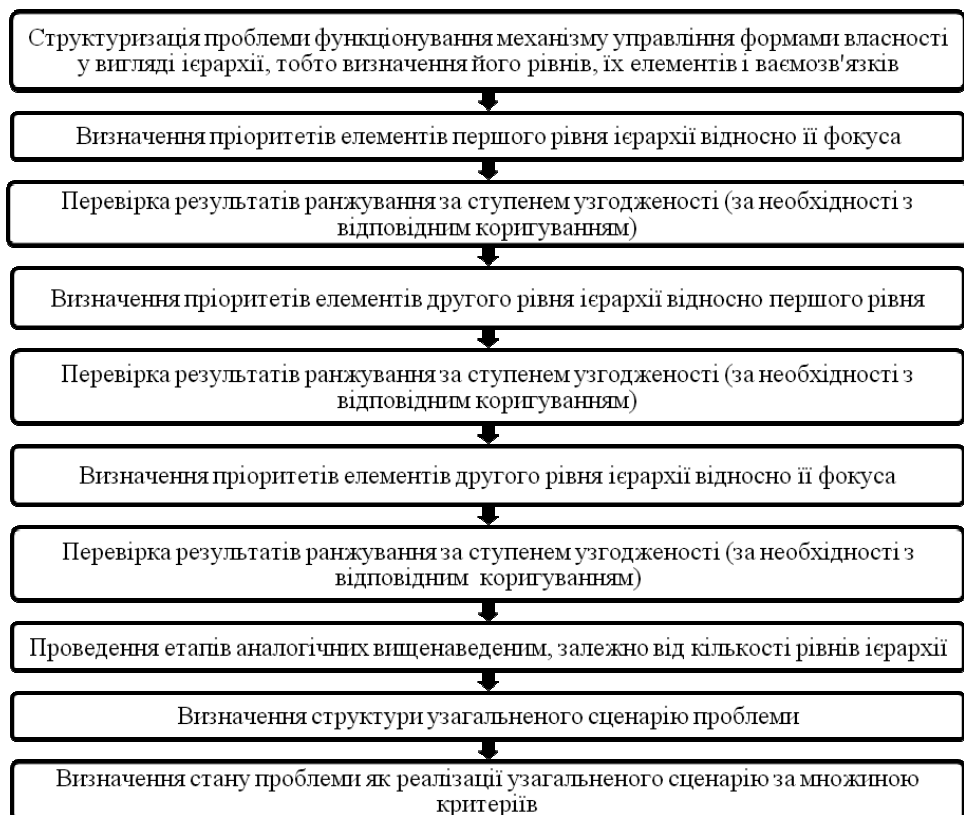 Структуризація проблеми функціонування механізму управління формами власності
у вигляді ієрархії, тобто визначення його рівнів, їх елементів і ваємозв'язків
Визначення пріоритетів елементів першого рівня ієрархії відносно її фокуса
Перевірка результатів ранжування за ступенем узгодженості (за необхідності з
відповідним коригуванням)
Визначення пріоритетів елементів другого рівня ієрархії відносно першого рівня
Перевірка результатів ранжування за ступенем узгодженості (за необхідності з
відповідним коригуванням)
Визначення пріоритетів елементів другого рівня ієрархії відносно її фокуса
Перевірка результатів ранжування за ступенем узгодженості (за необхідності з
відповідним коригуванням)
Проведення етапів аналогічних вищенаведеним, залежно від кількості рівнів ієрархії
Визначення структури узагальненого сценарію проблеми
Визначення стану проблеми як реалізації узагальненого сценарію за множиною
критеріїв